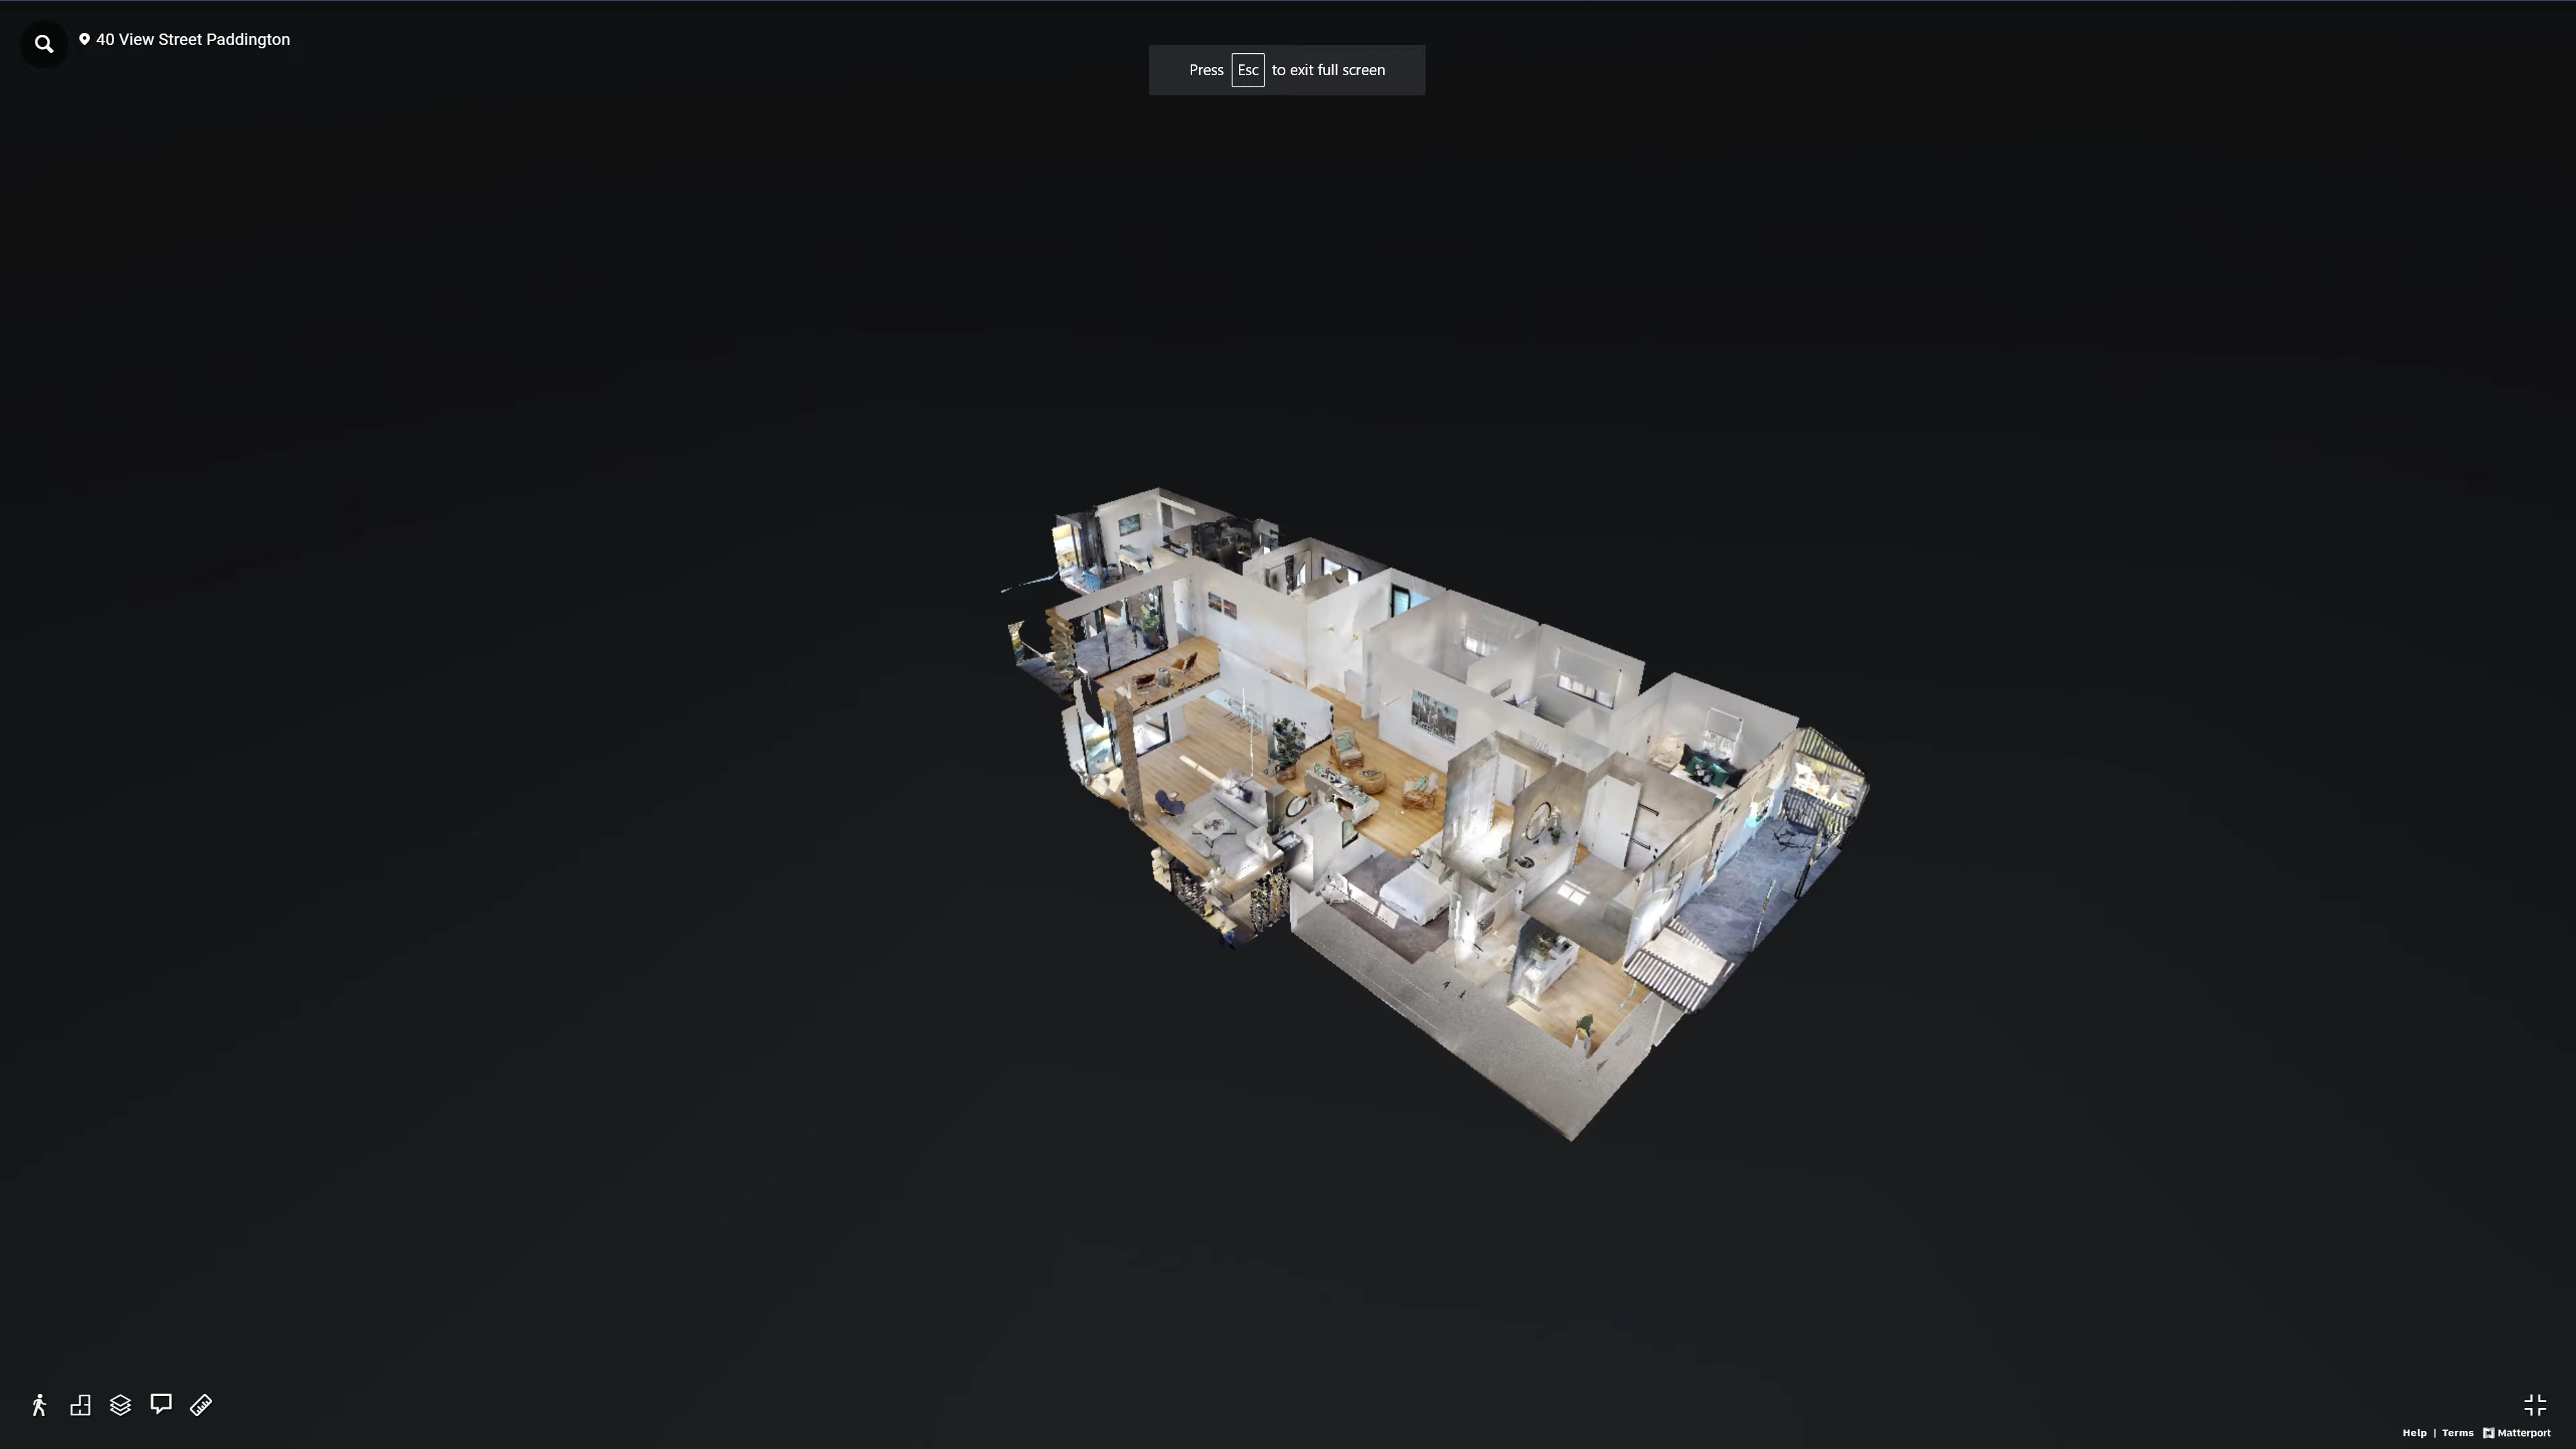 40 View Street Paddington
Press Esc to exit full screen
Help | Terms Matterport